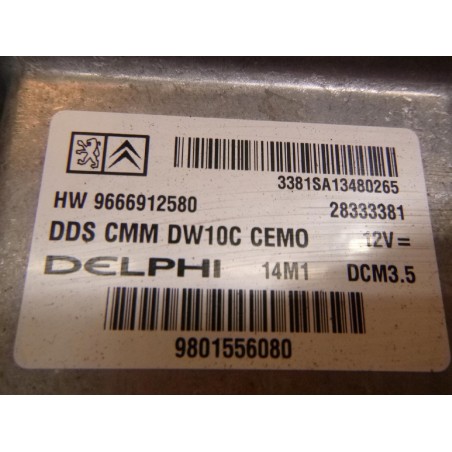 3381SA13480265
HW 9666912580 28333381
DDS CMM DW10C CEMO 12V=
DELPHI 14M1 DCM3.5
9801556080